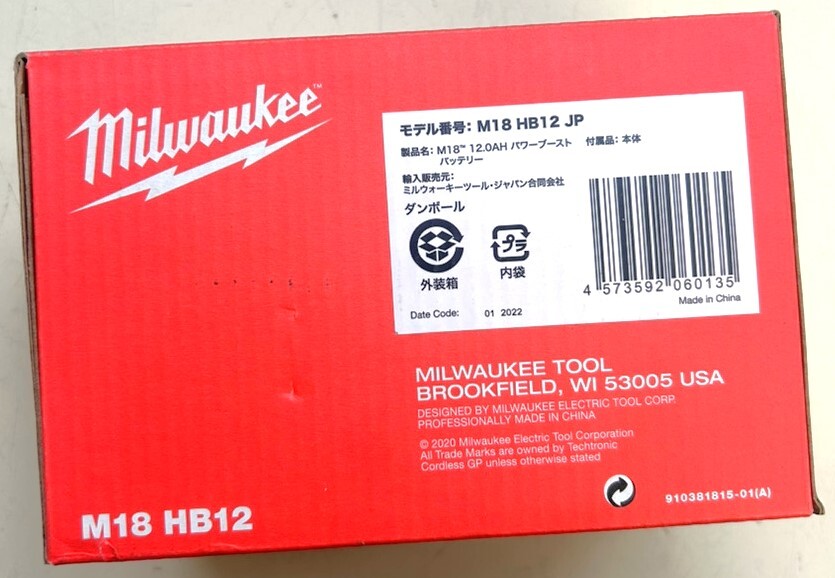 Milwaukee™
モデル番号: M18 HB12 JP
製品名: M18™ 12.0AH パワーブースト 付属品: 本体
バッテリー
輸入販売元:
ミルウォーキーツール・ジャパン合同会社
ダンボール
プラ
外装箱 内袋
4 573592 060135
Made in China
Date Code: 01 2022
MILWAUKEE TOOL
BROOKFIELD, WI 53005 USA
DESIGNED BY MILWAUKEE ELECTRIC TOOL CORP.
PROFESSIONALLY MADE IN CHINA
© 2020 Milwaukee Electric Tool Corporation
All Trade Marks are owned by Techtronic
Cordless GP unless otherwise stated
910381815-01(A)
M18 HB12